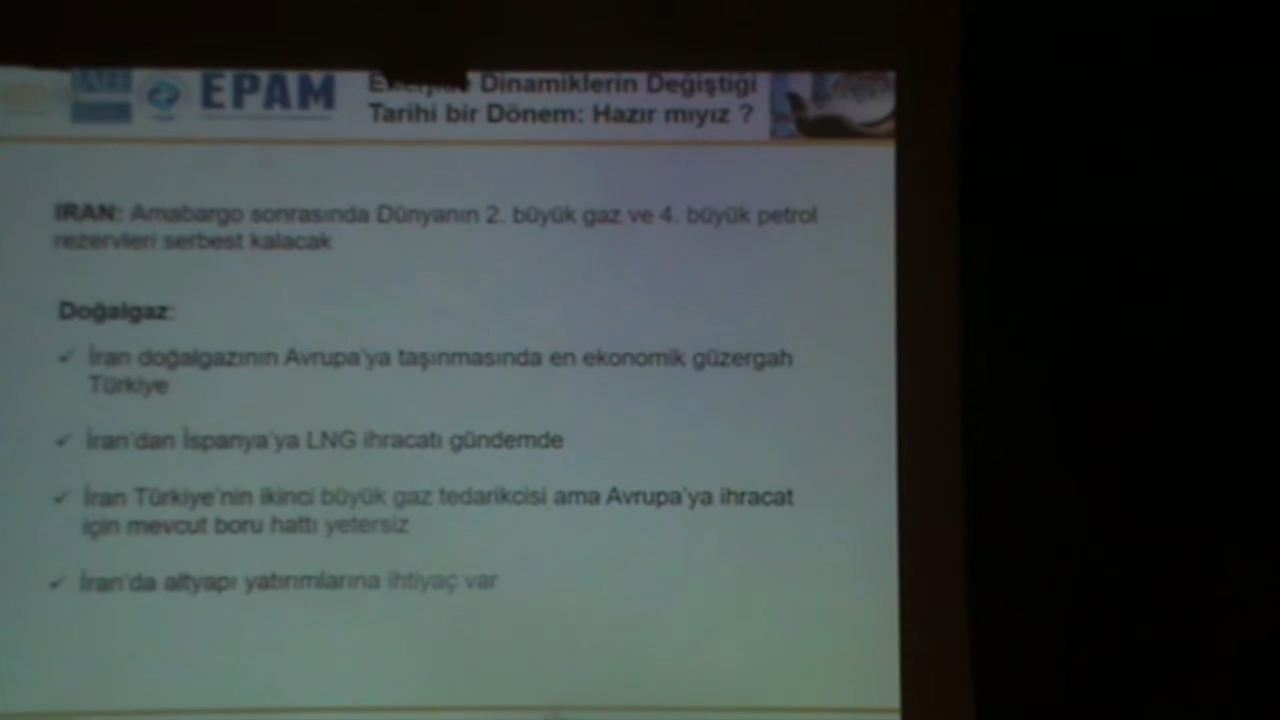 EPAM
Dinamiklerin Değiştiği
Tarihi bir Dönem: Hazır mıyız ?
IRAN: Amabargo sonrasında Dünyanın 2. büyük gaz ve 4. büyük petrol
rezervleri serbest kalacak
Doğalgaz:
✓ İran doğalgazının Avrupa'ya taşınmasında en ekonomik güzergah
Türkiye
✓ İran'dan İspanya'ya LNG ihracatı gündemde
✓ İran Türkiye'nin ikinci büyük gaz tedarikcisi ama Avrupa'ya ihracat
için mevcut boru hattı yetersiz
✓ İran'da altyapı yatırımlarına ihtiyaç var